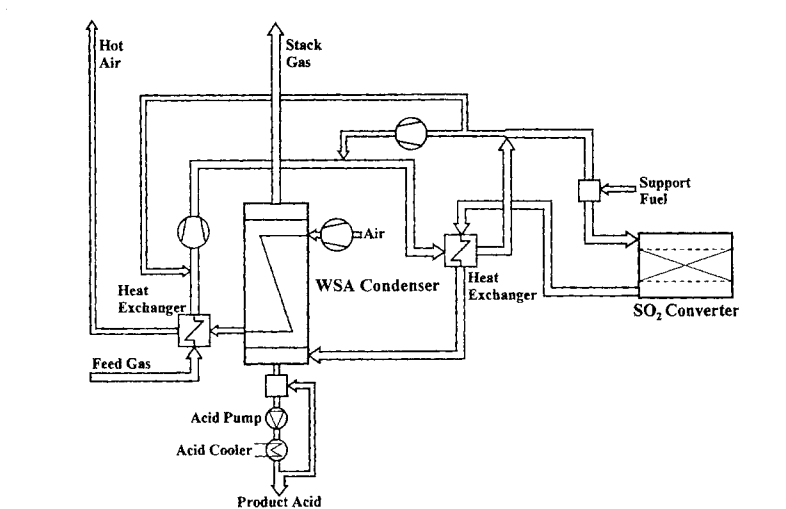 Hot
Air
Stack
Gas
Support
Fuel
Air
WSA Condenser
Heat
Exchanger
Heat
Exchanger
SO₂ Converter
Feed Gas
Acid Pump
Acid Cooler
Product Acid